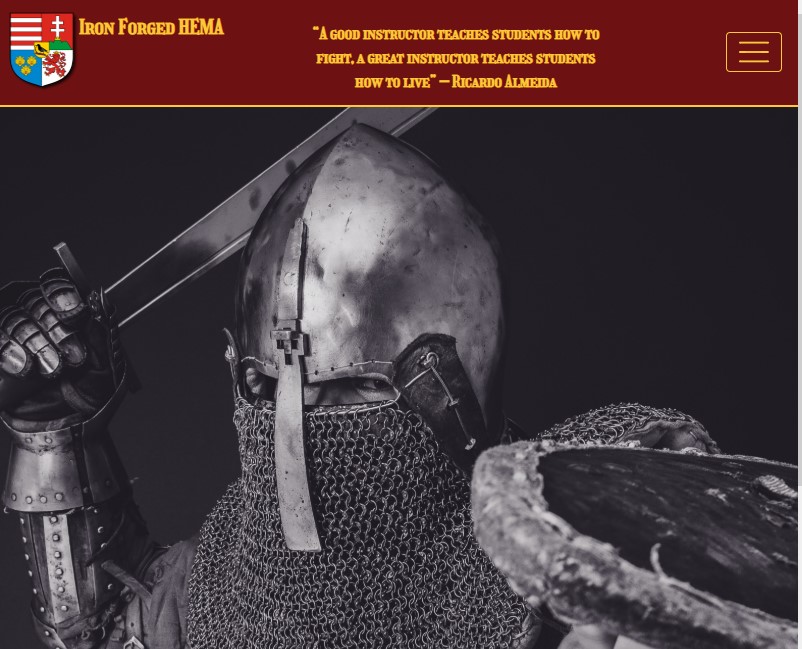 Iron Forged HEMA
“A good instructor teaches students how to
fight, a great instructor teaches students
how to live” – Ricardo Almeida